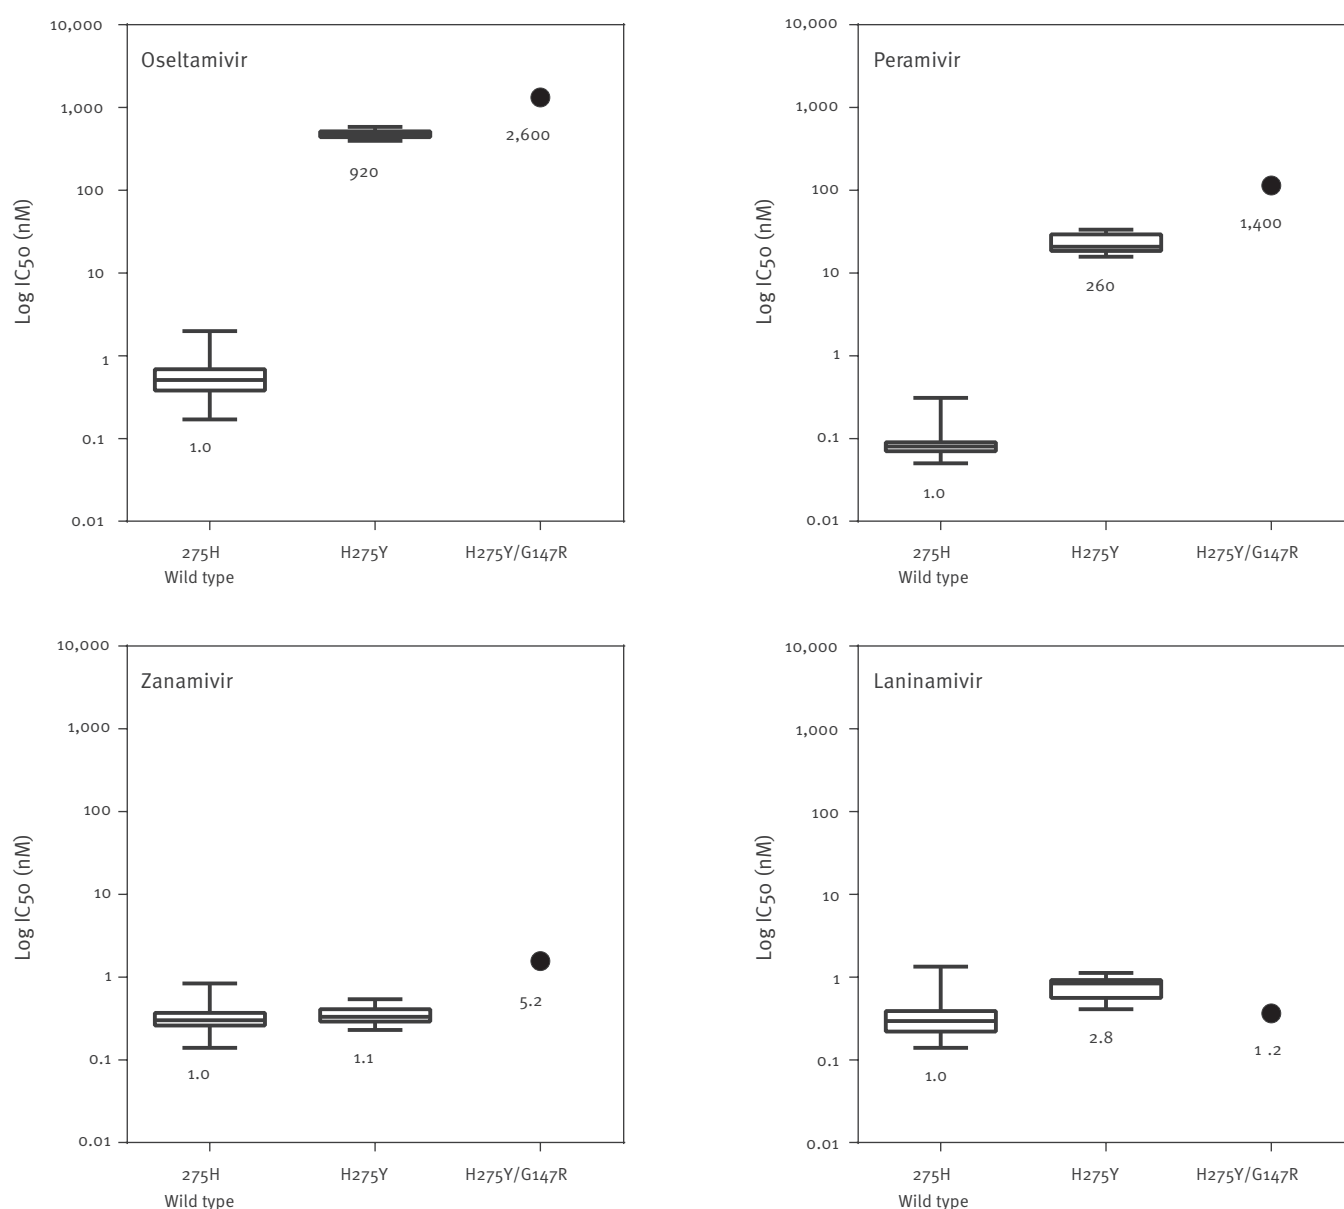 10,000
Oseltamivir
1,000
100
10
1
0.1
0.01
Log IC50 (nM)
1.0
920
2,600
275H
Wild type
H275Y
H275Y/G147R
10,000
Peramivir
1,000
100
10
1
0.1
0.01
Log IC50 (nM)
1.0
260
1,400
275H
Wild type
H275Y
H275Y/G147R
10,000
Zanamivir
1,000
100
10
1
0.1
0.01
Log IC50 (nM)
1.0
1.1
5.2
275H
Wild type
H275Y
H275Y/G147R
10,000
Laninamivir
1,000
100
10
1
0.1
0.01
Log IC50 (nM)
1.0
2.8
1 .2
275H
Wild type
H275Y
H275Y/G147R